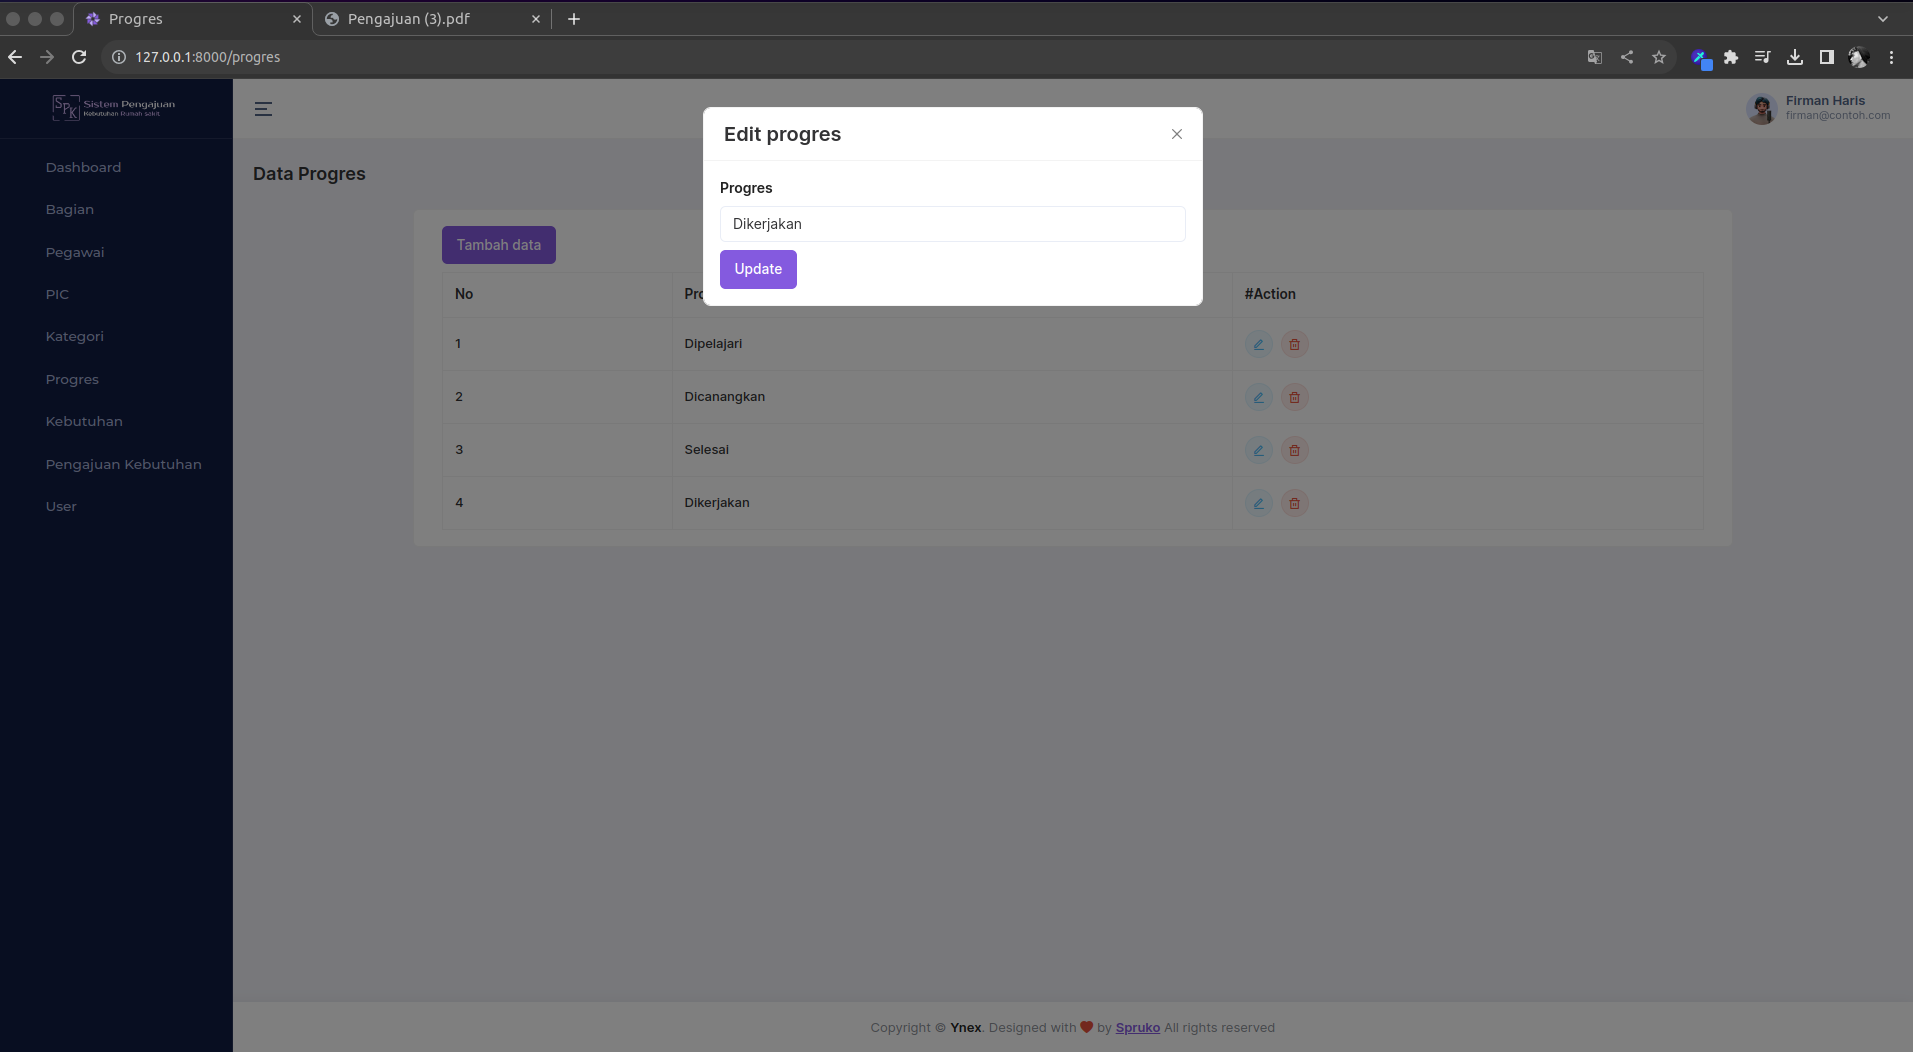 Progres
Pengajuan (3).pdf
127.0.0.1:8000/progres
SPK
Sistem Pengajuan
Kebutuhan Rumah Sakit
Firman Haris
firman@contoh.com
Dashboard
Bagian
Pegawai
PIC
Kategori
Progres
Kebutuhan
Pengajuan Kebutuhan
User
Data Progres
Edit progres
Progres
Dikerjakan
Update
Tambah data
No Pro #Action
1 Dipelajari
2 Dicanangkan
3 Selesai
4 Dikerjakan
Copyright © Ynex. Designed with ❤ by Spruko All rights reserved